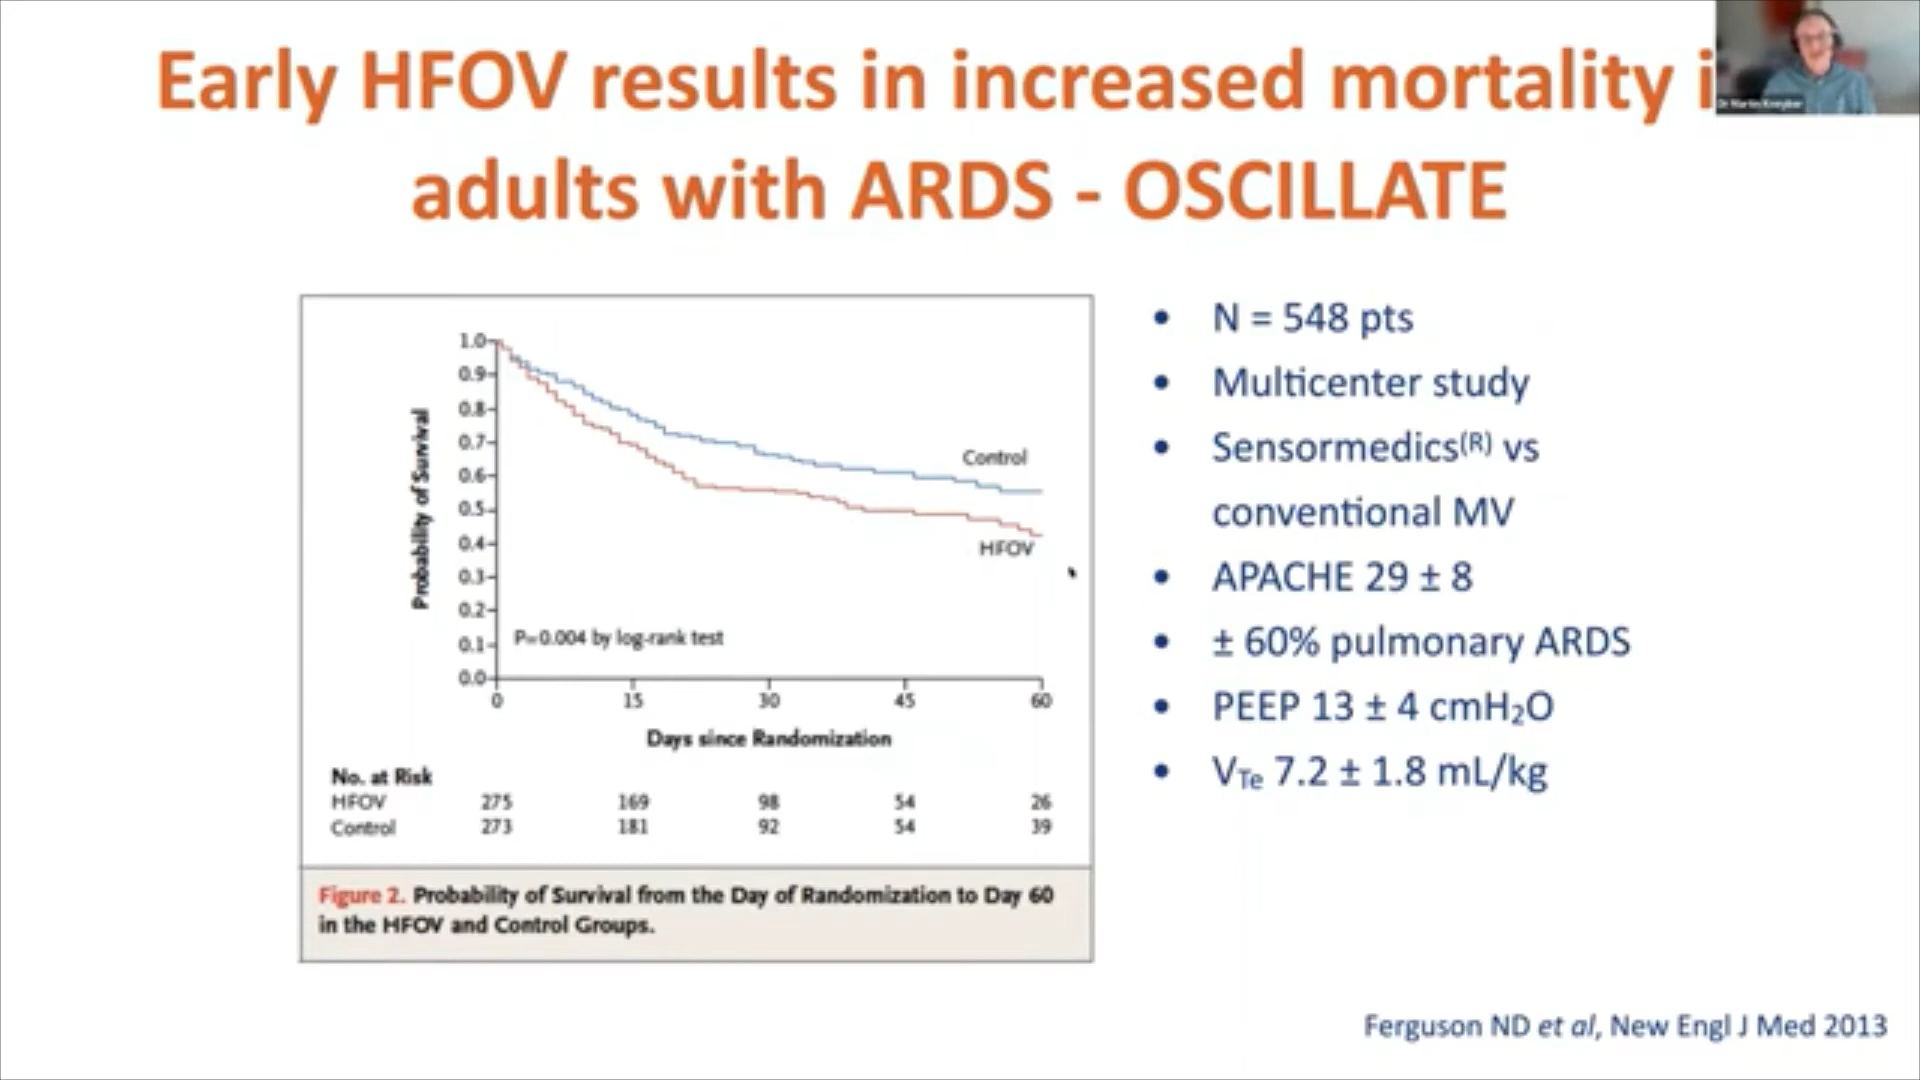 Early HFOV results in increased mortality i
adults with ARDS - OSCILLATE
1.0
0.9
0.8
0.7
0.6
0.5
0.4
0.3
0.2
0.1
0.0
Probability of Survival
Control
HFOV
P=0.004 by log-rank test
0 15 30 45 60
Days since Randomization
No. at Risk
HFOV 275 169 98 54 26
Control 273 181 92 54 39
Figure 2. Probability of Survival from the Day of Randomization to Day 60
in the HFOV and Control Groups.
• N = 548 pts
• Multicenter study
• Sensormedics(R) vs
conventional MV
• APACHE 29 ± 8
• ± 60% pulmonary ARDS
• PEEP 13 ± 4 cmH₂O
• VTe 7.2 ± 1.8 mL/kg
Ferguson ND et al, New Engl J Med 2013